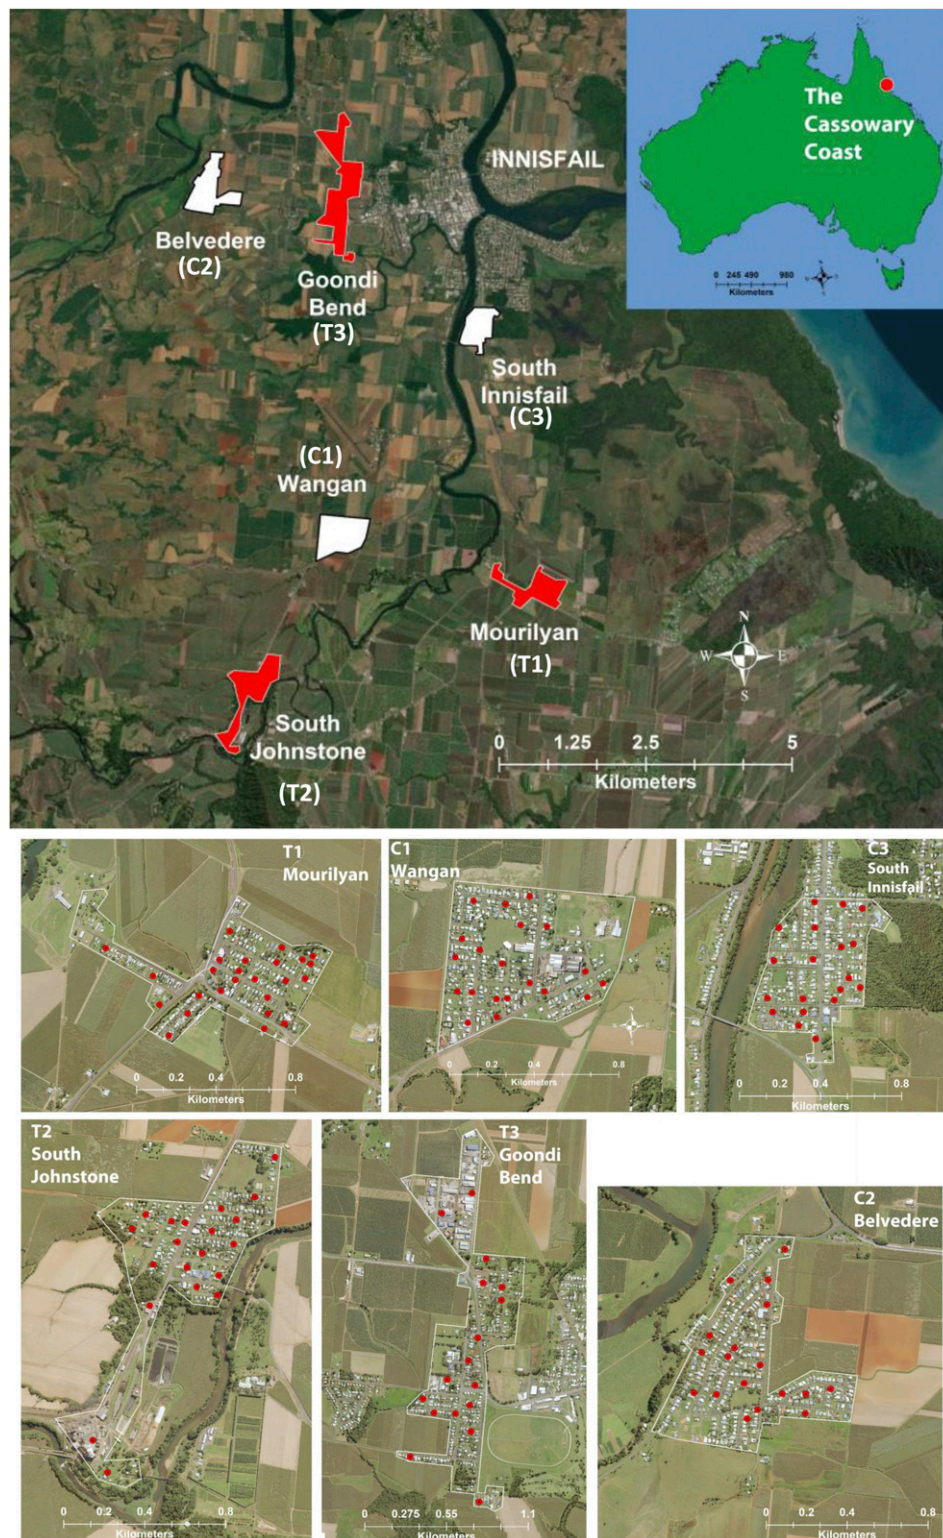 INNISFAIL
The
Cassowary
Coast
0 245 490 980
Kilometers
Belvedere
(C2)
Goondi
Bend
(T3)
South
Innisfail
(C3)
(C1)
Wangan
Mourilyan
(T1)
N
W E
S
South
Johnstone
(T2)
0 1.25 2.5 5
Kilometers
T1
Mourilyan
0 0.2 0.4 0.8
Kilometers
C1
Wangan
0 0.2 0.4 0.8
Kilometers
C3
South
Innisfail
0 0.2 0.4 0.8
Kilometers
T2
South
Johnstone
0 0.2 0.4 0.8
Kilometers
T3
Goondi
Bend
0 0.275 0.55 1.1
Kilometers
C2
Belvedere
0 0.2 0.4 0.8
Kilometers